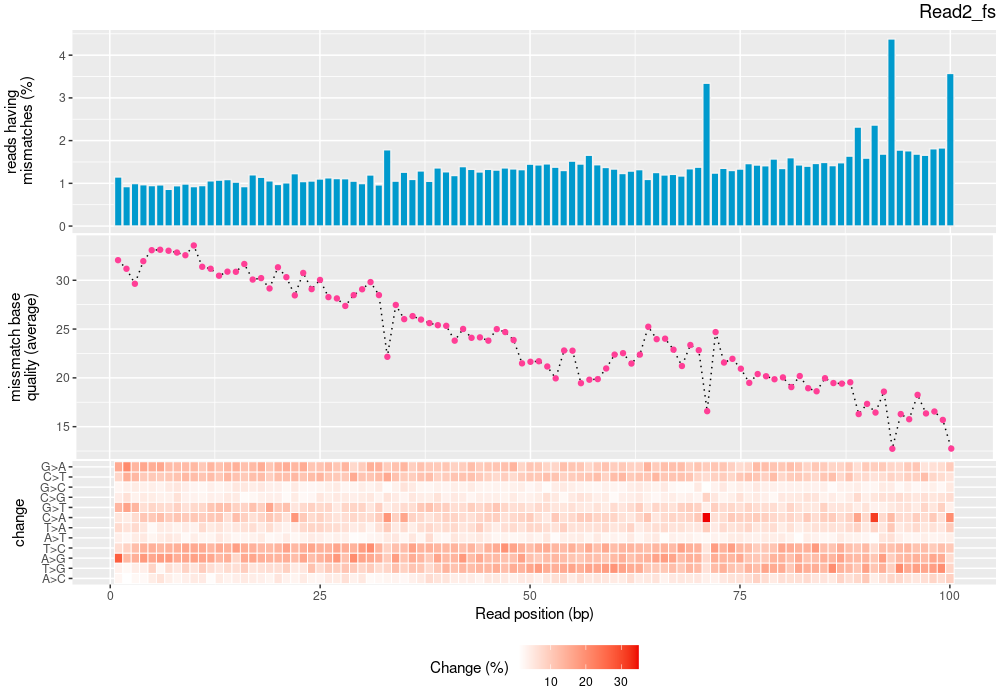 Read2_fs
reads having
mismatches (%)
4
3
2
1
0
missmatch base
quality (average)
30
25
20
15
change
G>A
C>T
G>C
C>G
G>T
C>A
T>A
A>T
T>C
A>G
T>G
A>C
0 25 50 75 100
Read position (bp)
Change (%)
10 20 30